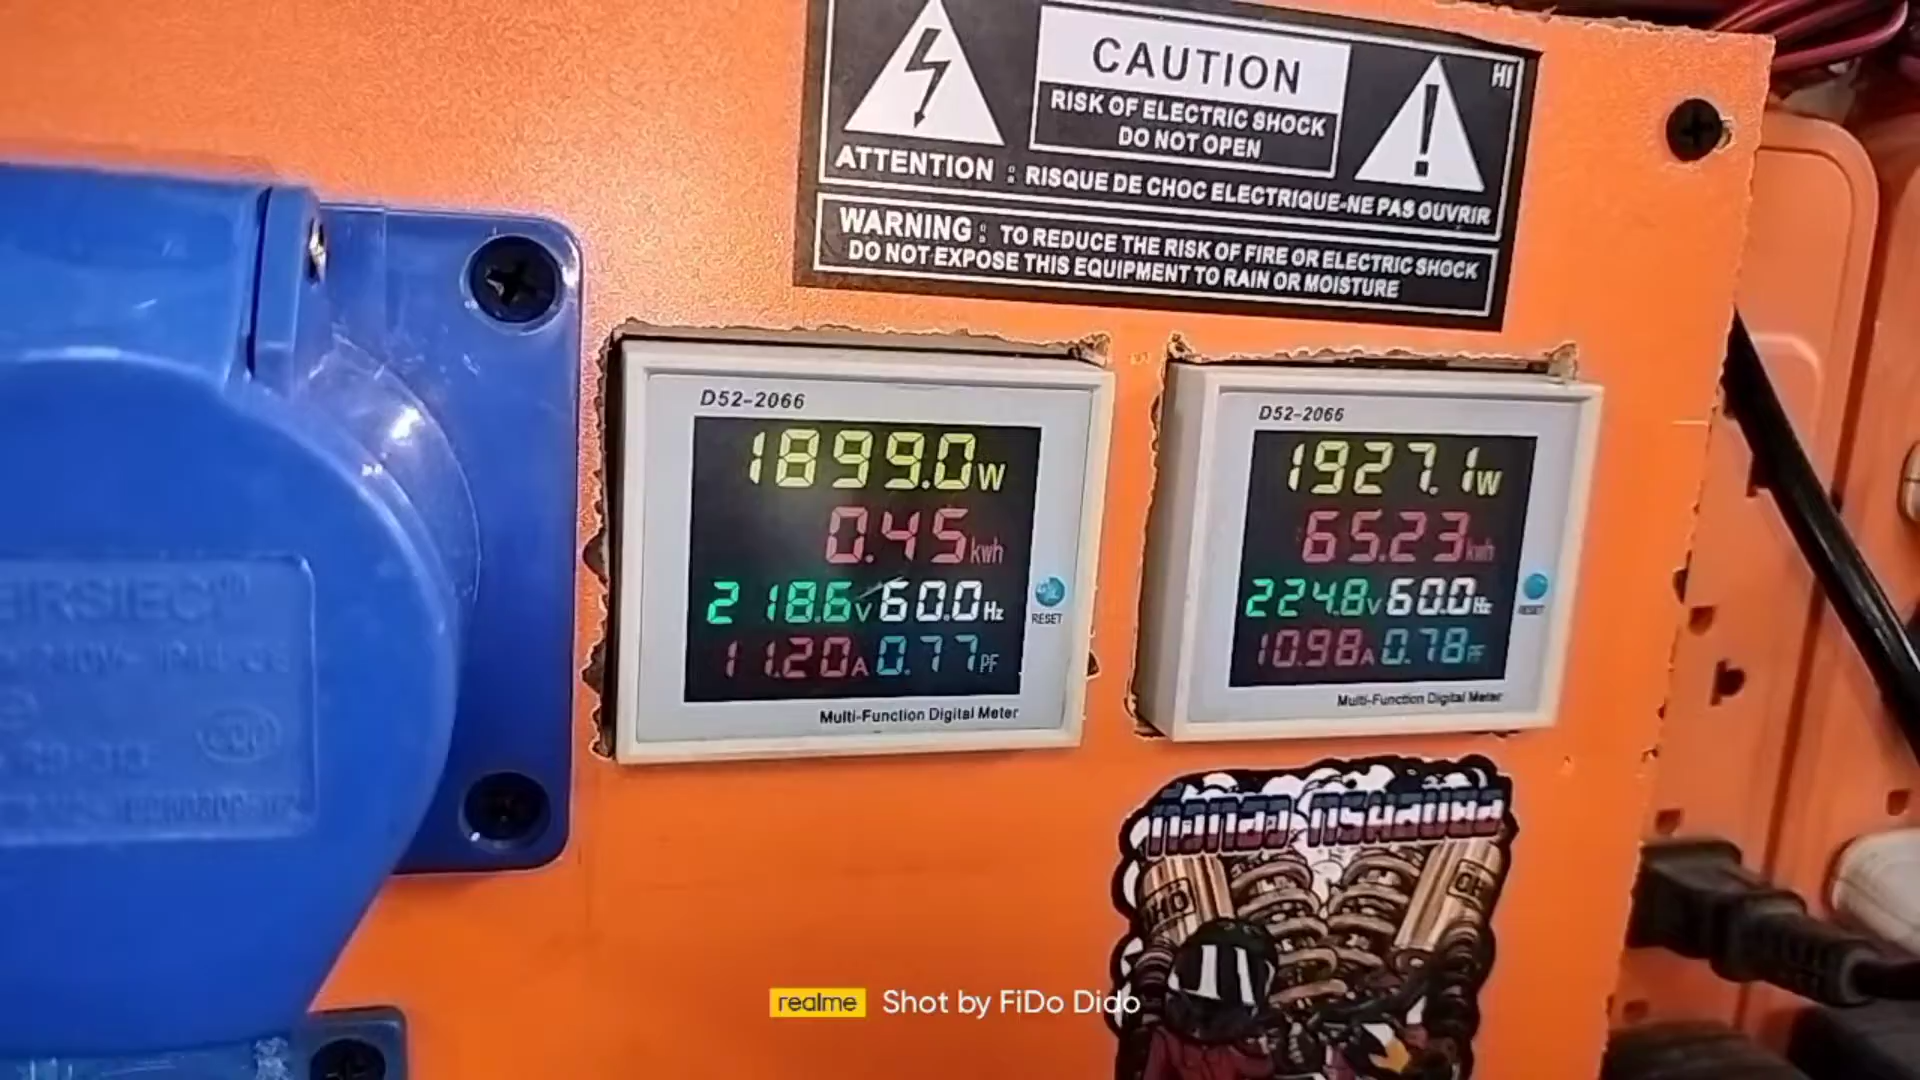 CAUTION
RISK OF ELECTRIC SHOCK
DO NOT OPEN
HI
ATTENTION : RISQUE DE CHOC ELECTRIQUE-NE PAS OUVRIR
WARNING : TO REDUCE THE RISK OF FIRE OR ELECTRIC SHOCK
DO NOT EXPOSE THIS EQUIPMENT TO RAIN OR MOISTURE
D52-2066
1899.0W
0.45kwh
218.6V 60.0Hz
11.20A 0.77PF
RESET
Multi-Function Digital Meter
D52-2066
1927.1W
65.23kwh
224.8V 60.0Hz
10.98A 0.78PF
RESET
Multi-Function Digital Meter
realme Shot by FiDo Dido